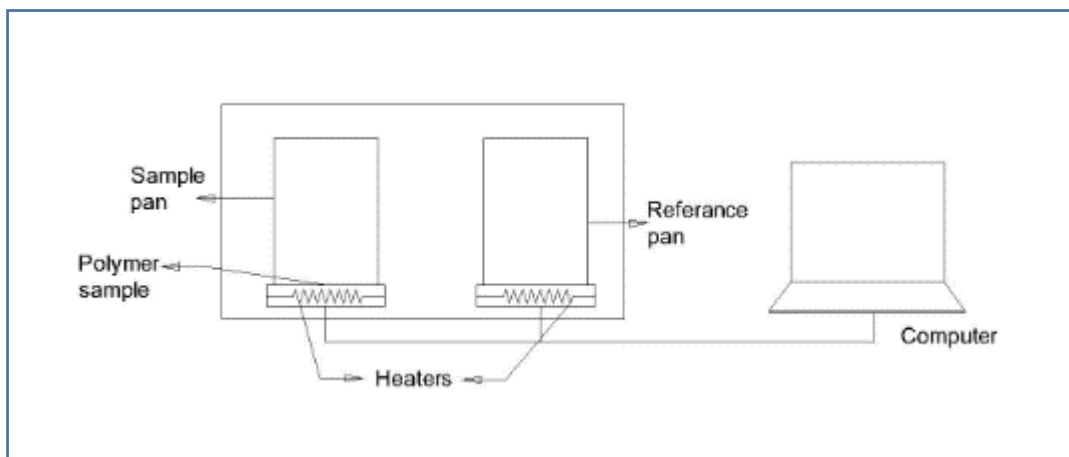 Sample
pan
Referance
pan
Polymer
sample
Computer
Heaters